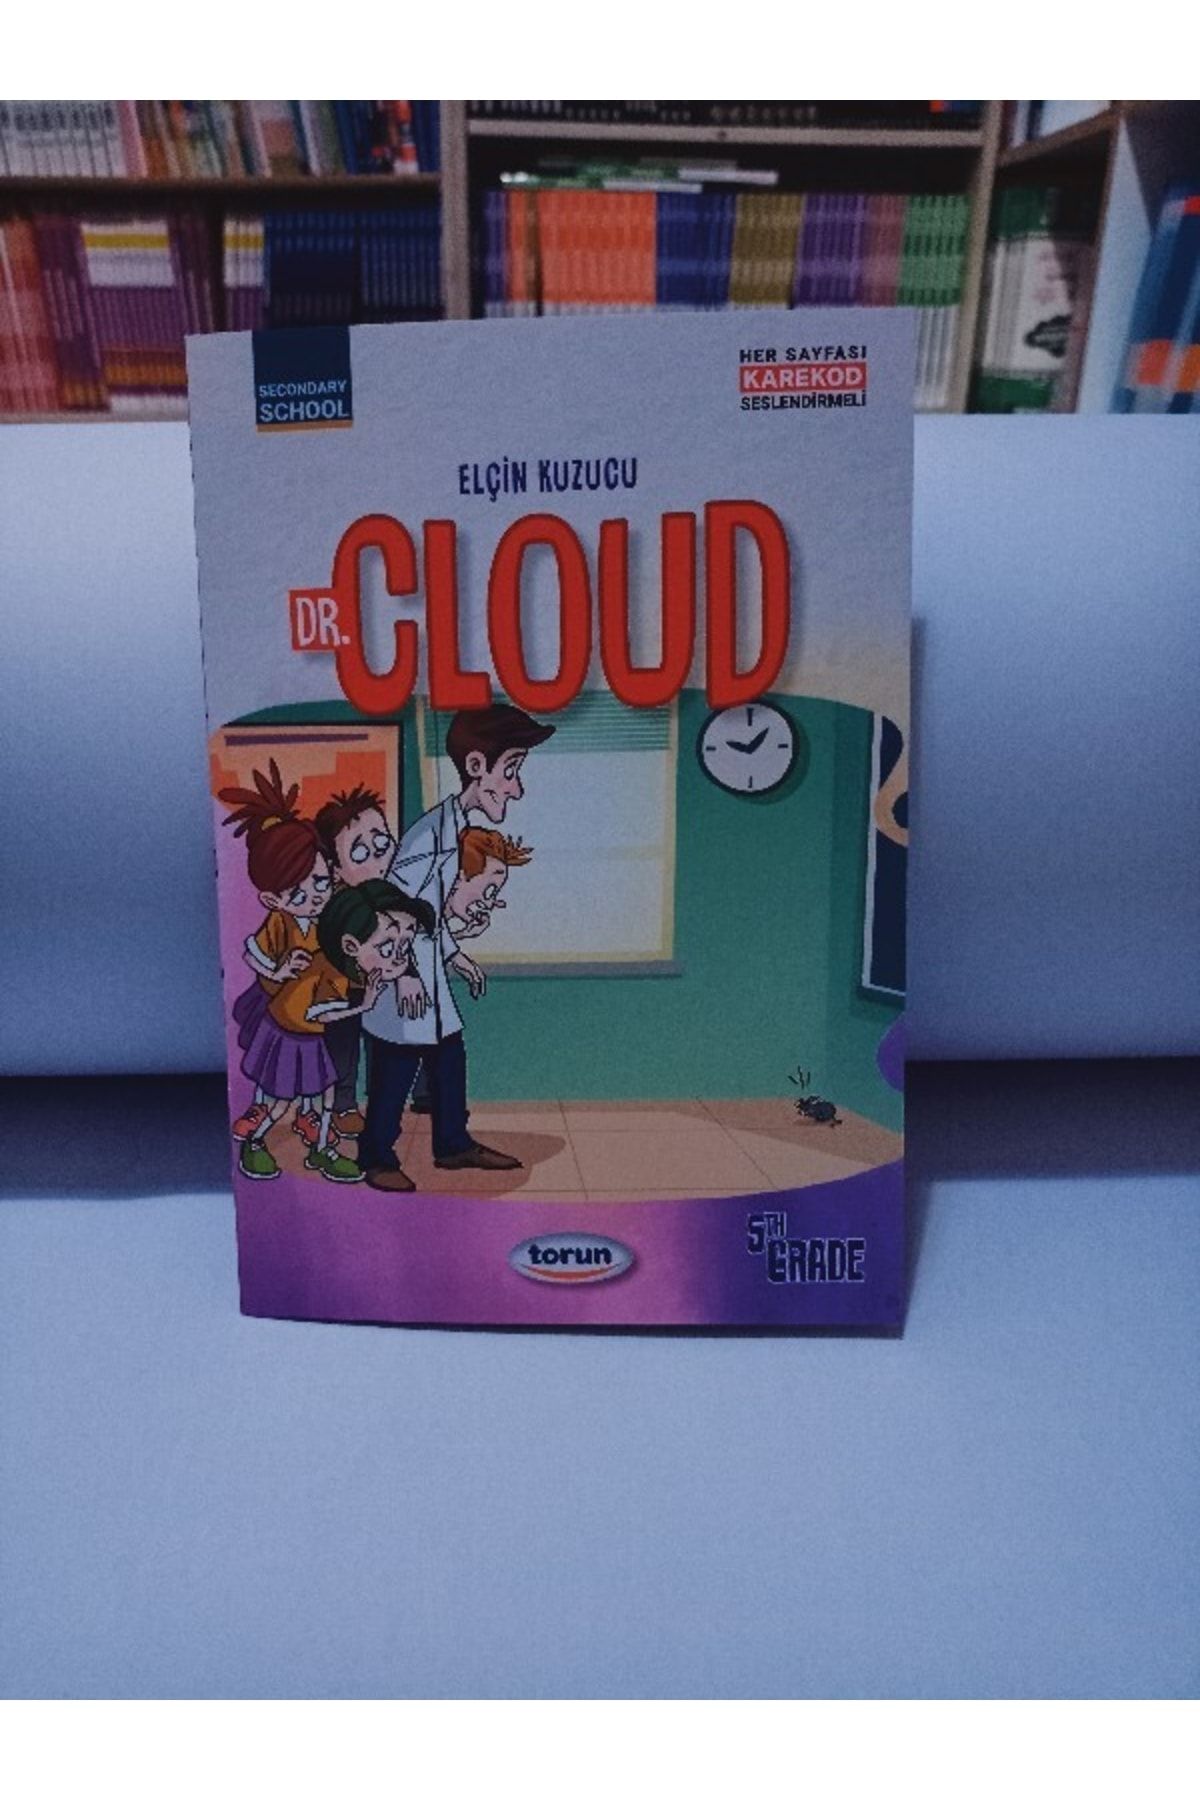 SECONDARY
SCHOOL
HER SAYFASI
KAREKOD
SESLENDİRMELİ
ELÇİN KUZUCU
DR. CLOUD
torun
5TH
GRADE